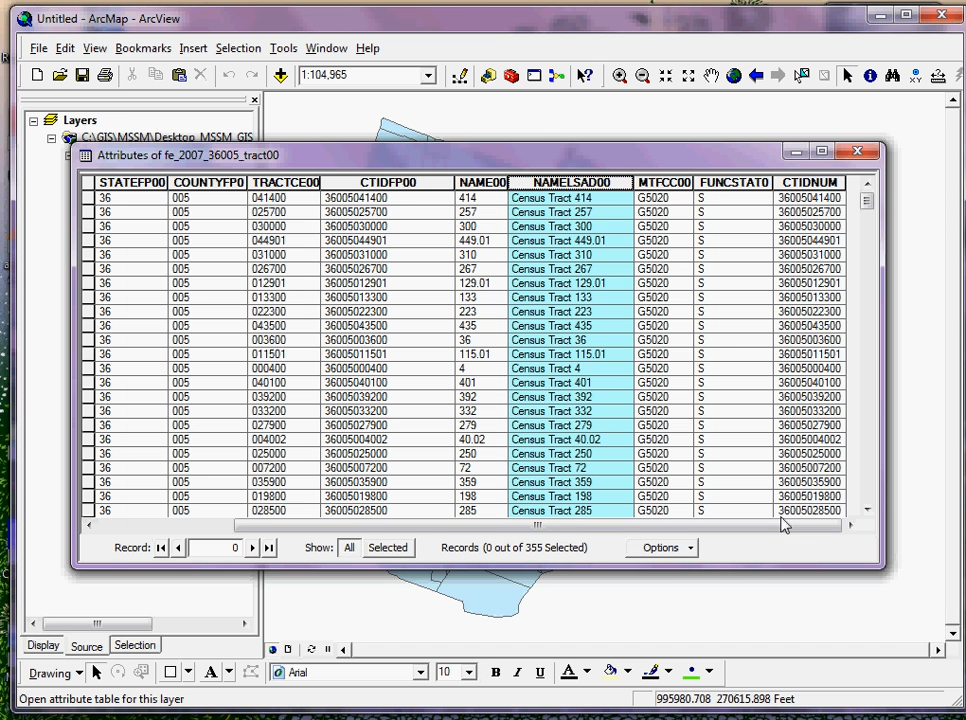 Untitled - ArcMap - ArcView
File Edit View Bookmarks Insert Selection Tools Window Help
1:104,965
Layers
C:\GIS\MSSM\Desktop_MSSM_GIS
Attributes of fe_2007_36005_tract00
STATEFP00 COUNTYFP0 TRACTCE00 CTIDFP00 NAME00 NAMELSAD00 MTFCC00 FUNCSTAT0 CTIDNUM
36 005 041400 36005041400 414 Census Tract 414 G5020 S 36005041400
36 005 025700 36005025700 257 Census Tract 257 G5020 S 36005025700
36 005 030000 36005030000 300 Census Tract 300 G5020 S 36005030000
36 005 044901 36005044901 449.01 Census Tract 449.01 G5020 S 36005044901
36 005 031000 36005031000 310 Census Tract 310 G5020 S 36005031000
36 005 026700 36005026700 267 Census Tract 267 G5020 S 36005026700
36 005 012901 36005012901 129.01 Census Tract 129.01 G5020 S 36005012901
36 005 013300 36005013300 133 Census Tract 133 G5020 S 36005013300
36 005 022300 36005022300 223 Census Tract 223 G5020 S 36005022300
36 005 043500 36005043500 435 Census Tract 435 G5020 S 36005043500
36 005 003600 36005003600 36 Census Tract 36 G5020 S 36005003600
36 005 011501 36005011501 115.01 Census Tract 115.01 G5020 S 36005011501
36 005 000400 36005000400 4 Census Tract 4 G5020 S 36005000400
36 005 040100 36005040100 401 Census Tract 401 G5020 S 36005040100
36 005 039200 36005039200 392 Census Tract 392 G5020 S 36005039200
36 005 033200 36005033200 332 Census Tract 332 G5020 S 36005033200
36 005 027900 36005027900 279 Census Tract 279 G5020 S 36005027900
36 005 004002 36005004002 40.02 Census Tract 40.02 G5020 S 36005004002
36 005 025000 36005025000 250 Census Tract 250 G5020 S 36005025000
36 005 007200 36005007200 72 Census Tract 72 G5020 S 36005007200
36 005 035900 36005035900 359 Census Tract 359 G5020 S 36005035900
36 005 019800 36005019800 198 Census Tract 198 G5020 S 36005019800
36 005 028500 36005028500 285 Census Tract 285 G5020 S 36005028500
Record: 0 Show: All Selected Records (0 out of 355 Selected) Options
Display Source Selection
Drawing A Arial 10 B I U A
Open attribute table for this layer 995980.708 270615.898 Feet